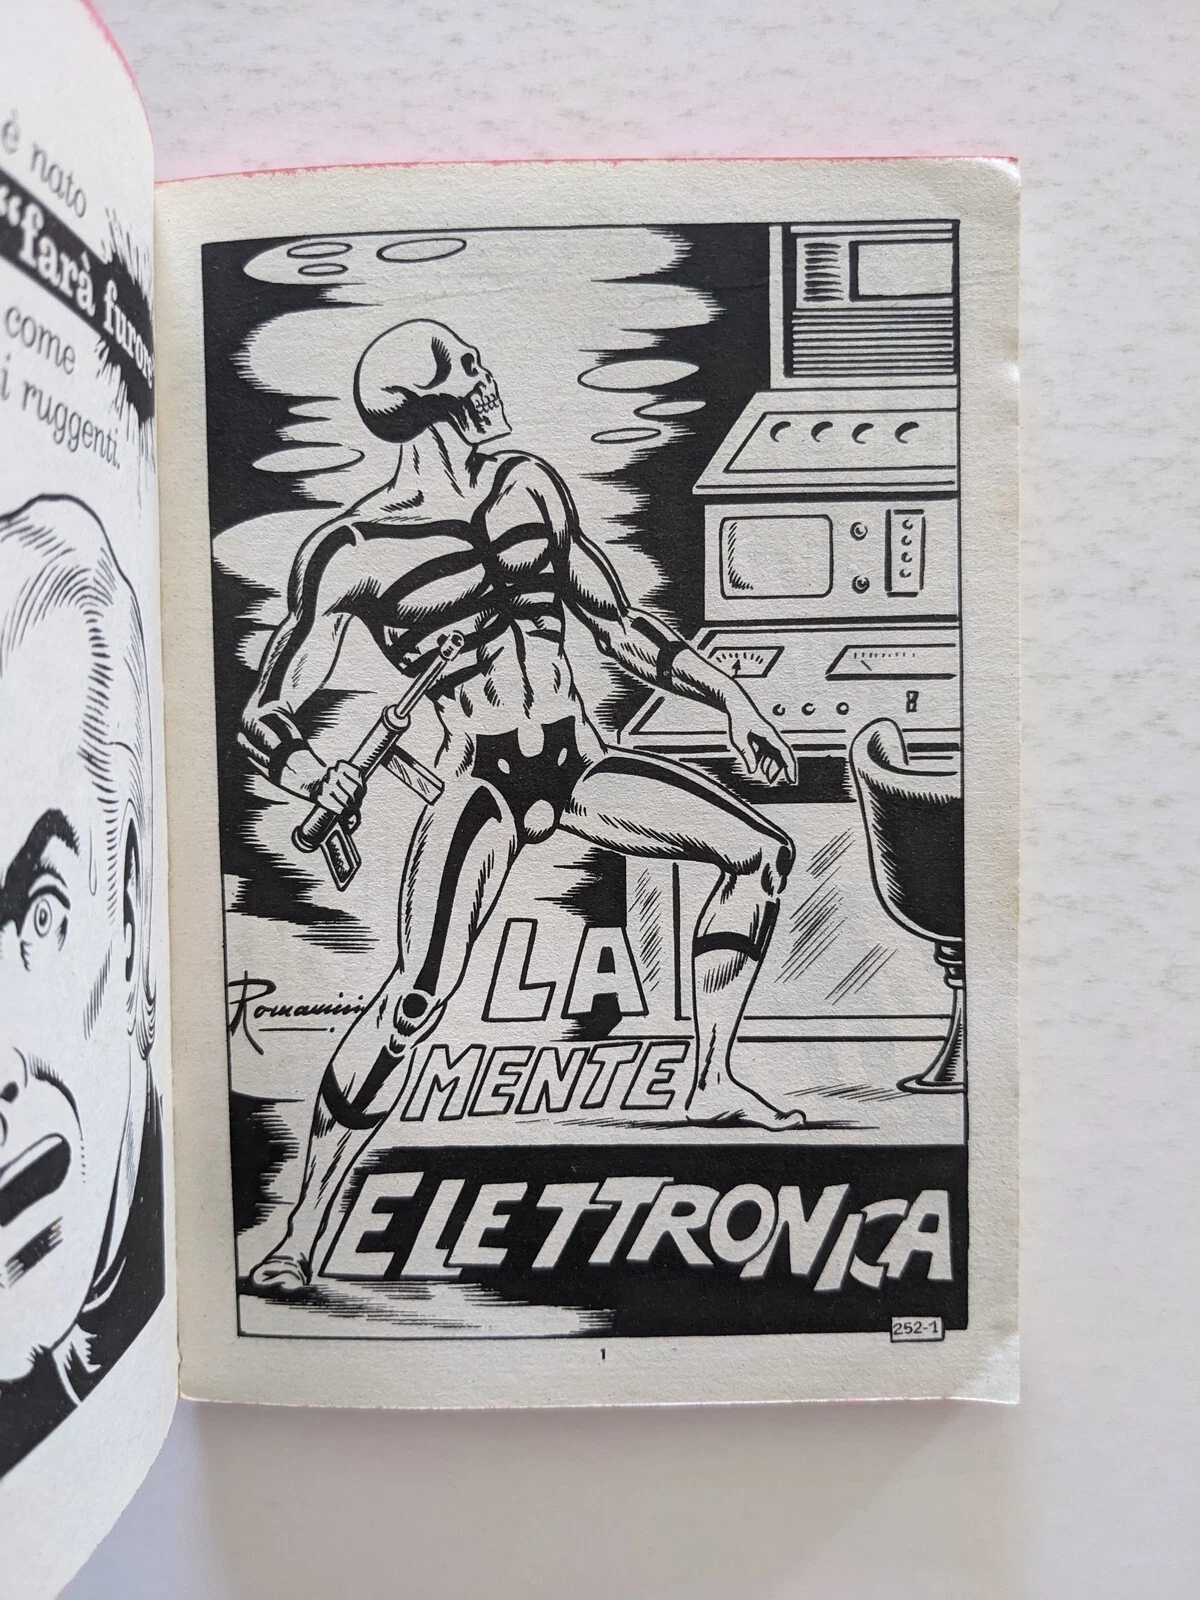 è nato
“farà furore
come
i ruggenti.
Romanini
LA
MENTE
ELETTRONICA
252-1
1